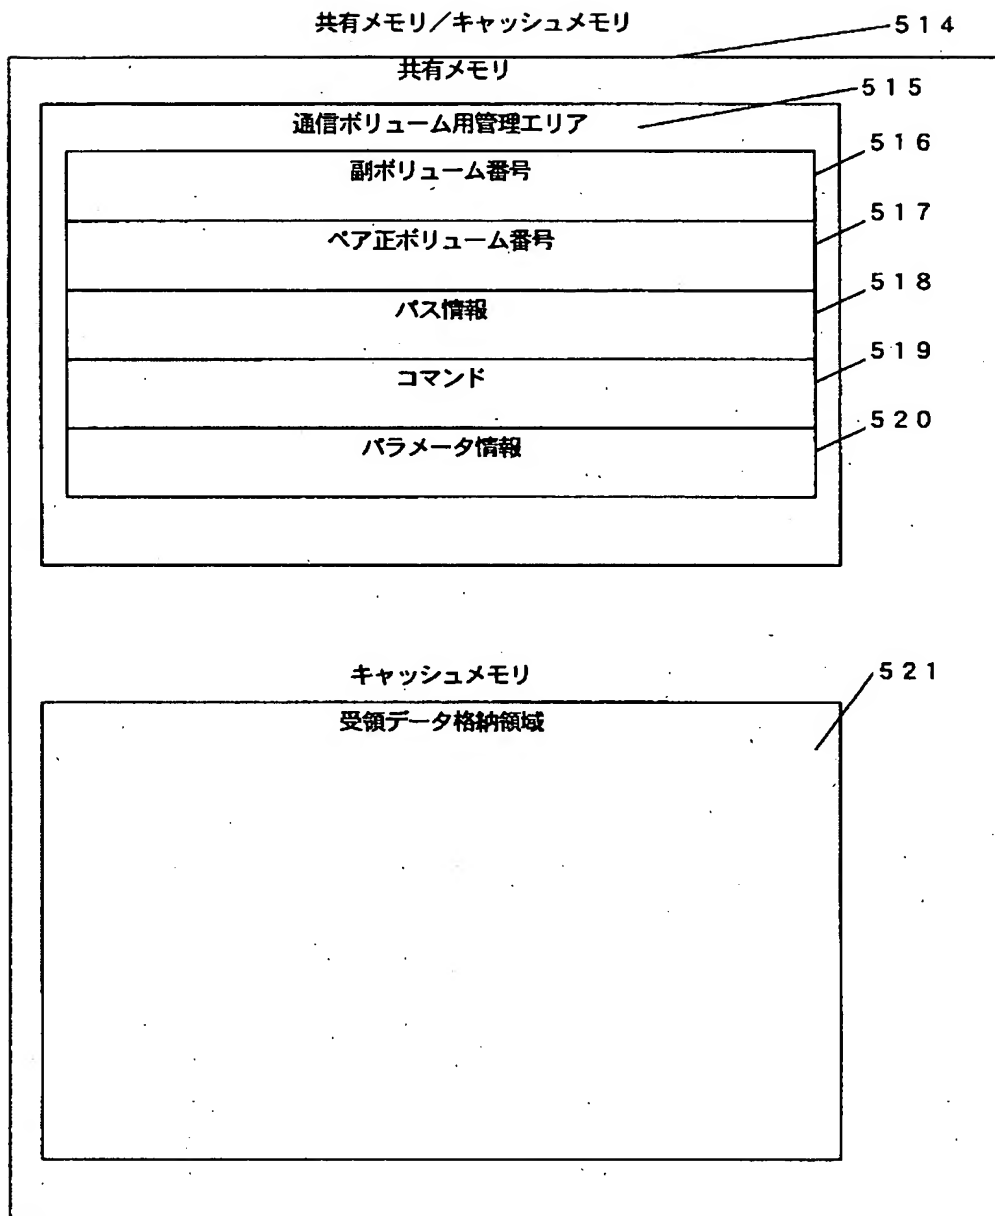 共有メモリ/キャッシュメモリ
514
共有メモリ
515
通信ボリューム用管理エリア
516
副ボリューム番号
517
ペア正ボリューム番号
518
パス情報
519
コマンド
520
パラメータ情報
キャッシュメモリ
521
受領データ格納領域